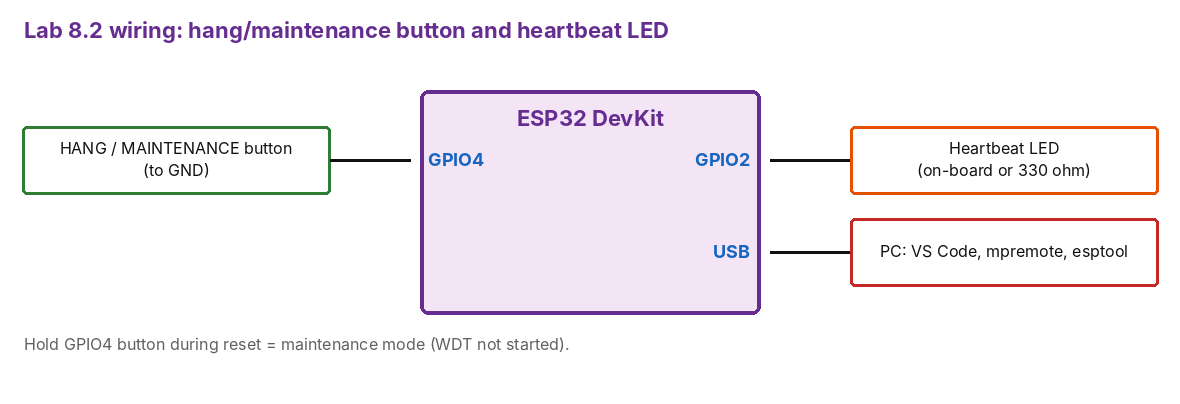 Lab 8.2 wiring: hang/maintenance button and heartbeat LED
ESP32 DevKit
HANG / MAINTENANCE button
(to GND)
GPIO4
GPIO2
Heartbeat LED
(on-board or 330 ohm)
USB
PC: VS Code, mpremote, esptool
Hold GPIO4 button during reset = maintenance mode (WDT not started).